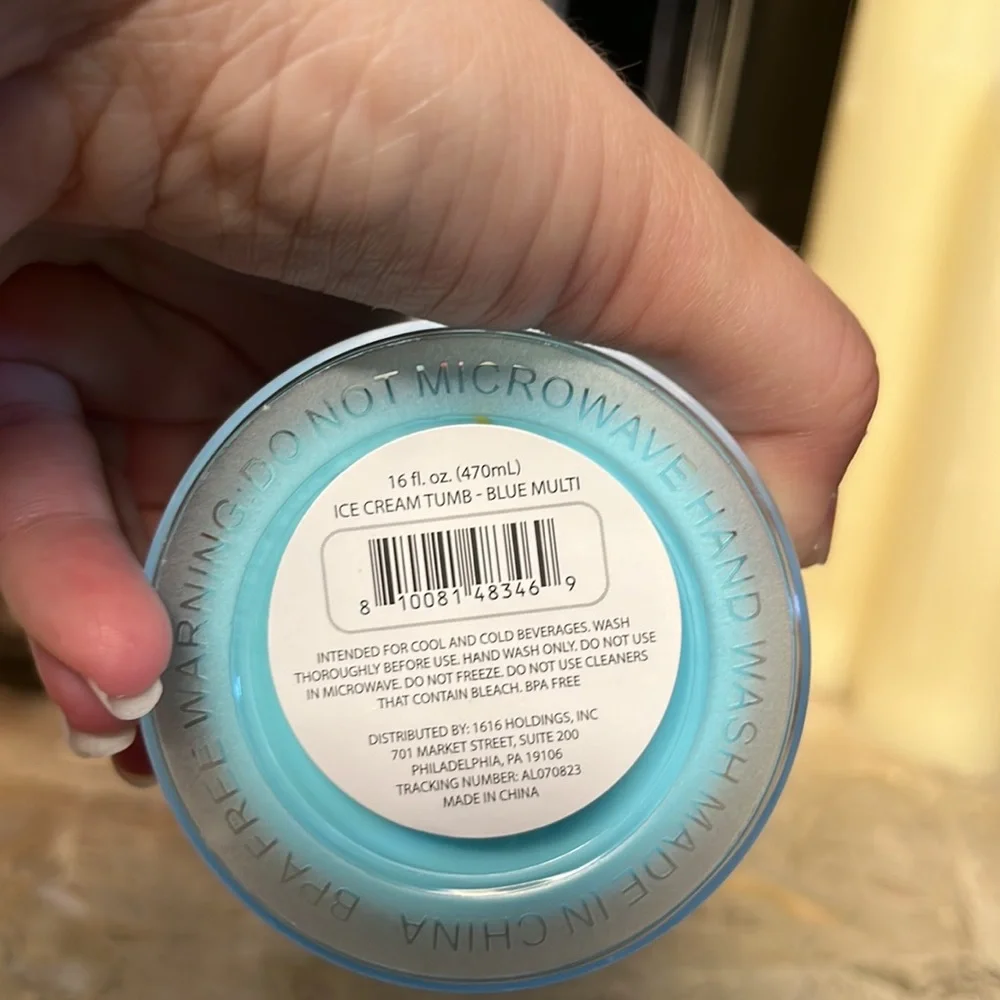 WARNING: DO NOT MICROWAVE HAND WASH MADE IN CHINA BPA FREE
16 fl. oz. (470mL)
ICE CREAM TUMB - BLUE MULTI
8 10081 48346 9
INTENDED FOR COOL AND COLD BEVERAGES. WASH
THOROUGHLY BEFORE USE. HAND WASH ONLY. DO NOT USE
IN MICROWAVE. DO NOT FREEZE. DO NOT USE CLEANERS
THAT CONTAIN BLEACH. BPA FREE
DISTRIBUTED BY: 1616 HOLDINGS, INC
701 MARKET STREET, SUITE 200
PHILADELPHIA, PA 19106
TRACKING NUMBER: AL070823
MADE IN CHINA